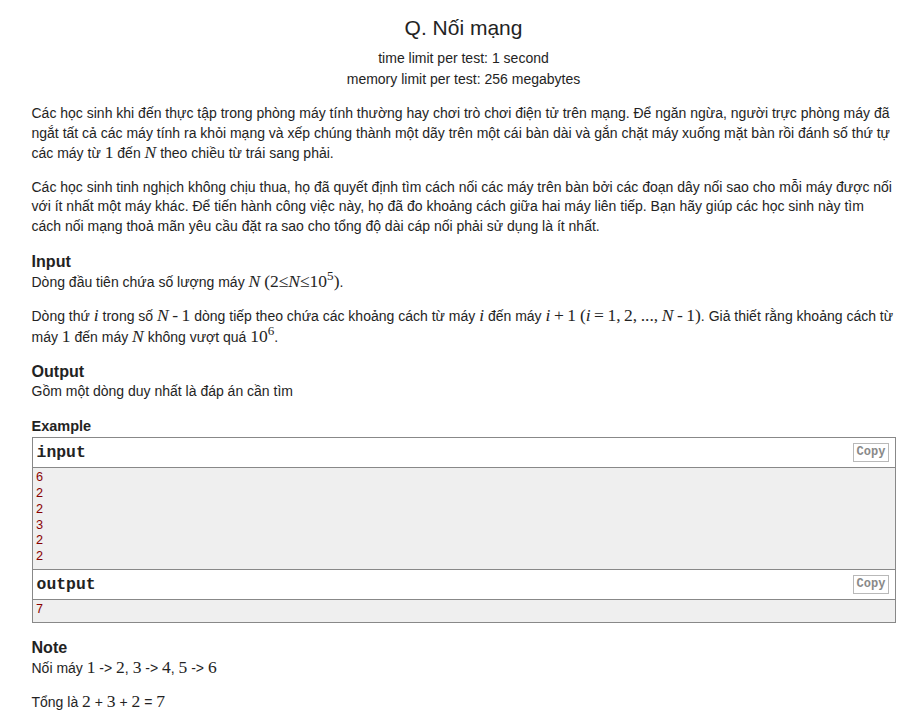 Q. Nối mạng
time limit per test: 1 second
memory limit per test: 256 megabytes
Các học sinh khi đến thực tập trong phòng máy tính thường hay chơi trò chơi điện tử trên mạng. Để ngăn ngừa, người trực phòng máy đã
ngắt tất cả các máy tính ra khỏi mạng và xếp chúng thành một dãy trên một cái bàn dài và gắn chặt máy xuống mặt bàn rồi đánh số thứ tự
các máy từ 1 đến N theo chiều từ trái sang phải.
Các học sinh tinh nghịch không chịu thua, họ đã quyết định tìm cách nối các máy trên bàn bởi các đoạn dây nối sao cho mỗi máy được nối
với ít nhất một máy khác. Để tiến hành công việc này, họ đã đo khoảng cách giữa hai máy liên tiếp. Bạn hãy giúp các học sinh này tìm
cách nối mạng thoả mãn yêu cầu đặt ra sao cho tổng độ dài cáp nối phải sử dụng là ít nhất.
Input
Dòng đầu tiên chứa số lượng máy N (2≤N≤10^5).
Dòng thứ i trong số N - 1 dòng tiếp theo chứa các khoảng cách từ máy i đến máy i + 1 (i = 1, 2, ..., N - 1). Giả thiết rằng khoảng cách từ
máy 1 đến máy N không vượt quá 10^6.
Output
Gồm một dòng duy nhất là đáp án cần tìm
Example
input Copy
6
2
2
3
2
2
output Copy
7
Note
Nối máy 1 -> 2, 3 -> 4, 5 -> 6
Tổng là 2 + 3 + 2 = 7